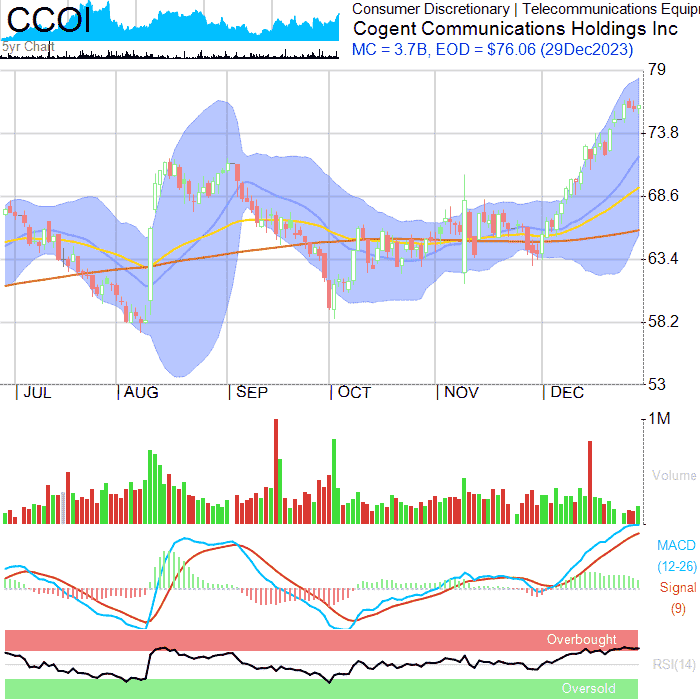 CCOI
5yr Chart
Consumer Discretionary | Telecommunications Equip
Cogent Communications Holdings Inc
MC = 3.7B, EOD = $76.06 (29Dec2023)
79
73.8
68.6
63.4
58.2
53
JUL AUG SEP OCT NOV DEC
1M
Volume
MACD
(12-26)
Signal
(9)
Overbought
RSI(14)
Oversold